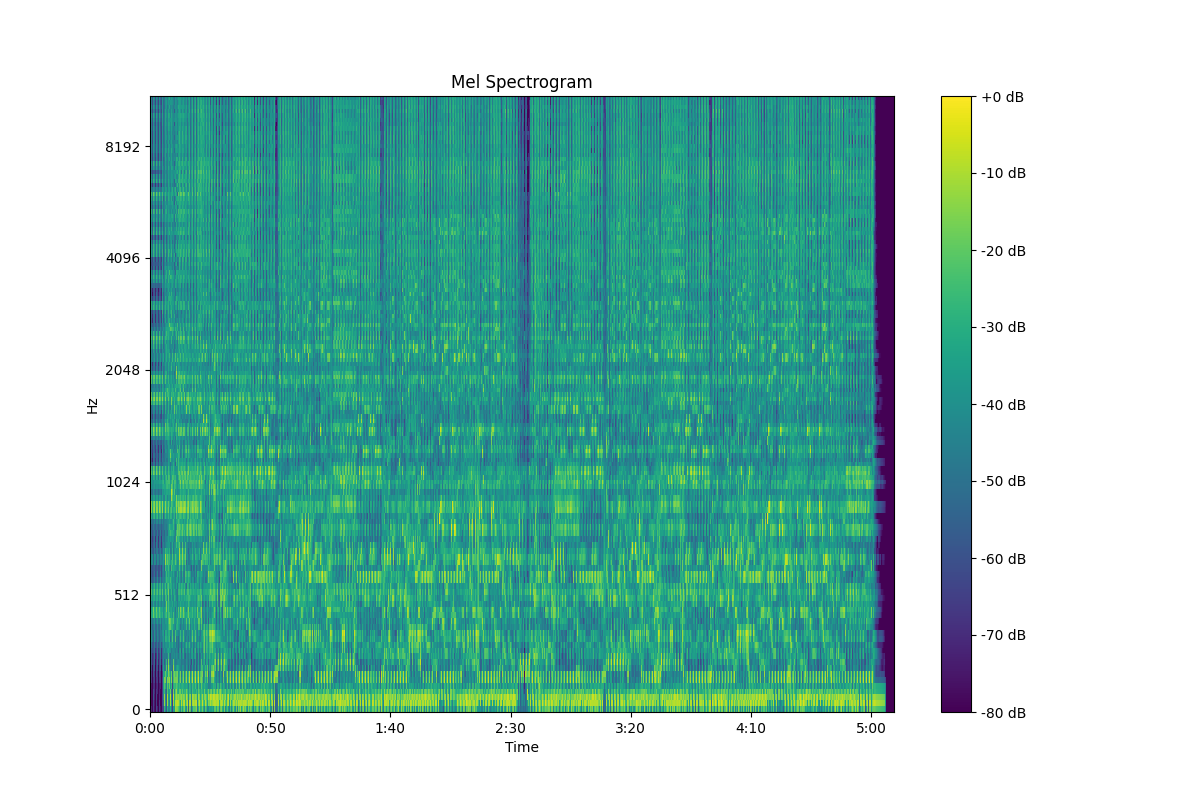 Mel Spectrogram
+0 dB
8192
-10 dB
-20 dB
4096
-30 dB
2048
-40 dB
Hz
1024
-50 dB
-60 dB
512
-70 dB
0
-80 dB
0:00 0:50 1:40 2:30 3:20 4:10 5:00
Time